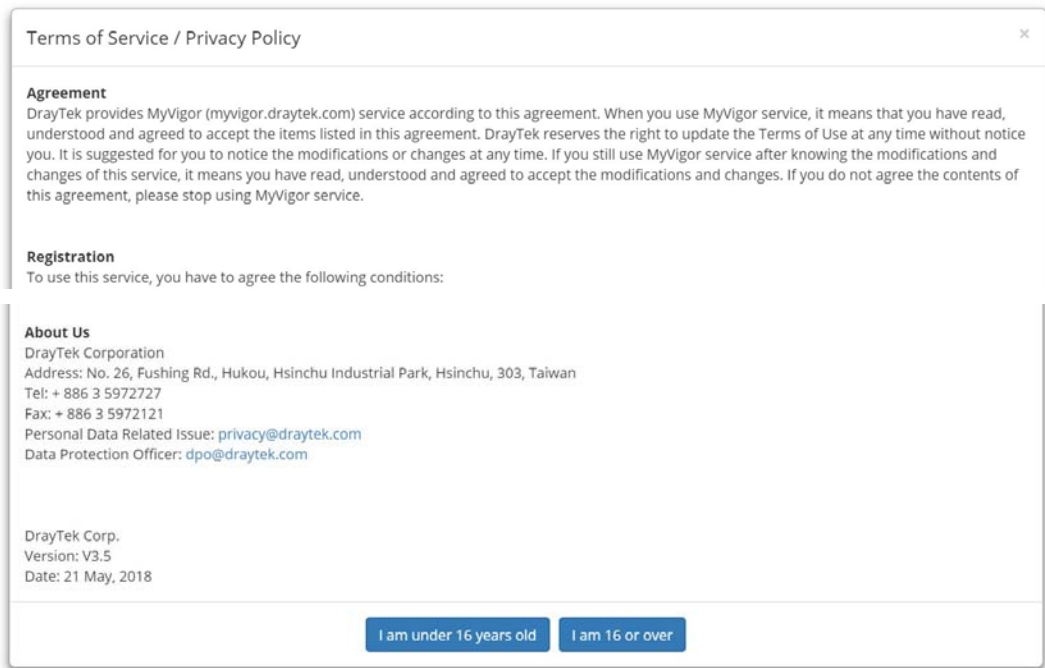 Terms of Service / Privacy Policy
×
Agreement
DrayTek provides MyVigor (myvigor.draytek.com) service according to this agreement. When you use MyVigor service, it means that you have read,
understood and agreed to accept the items listed in this agreement. DrayTek reserves the right to update the Terms of Use at any time without notice
you. It is suggested for you to notice the modifications or changes at any time. If you still use MyVigor service after knowing the modifications and
changes of this service, it means you have read, understood and agreed to accept the modifications and changes. If you do not agree the contents of
this agreement, please stop using MyVigor service.
Registration
To use this service, you have to agree the following conditions:
About Us
DrayTek Corporation
Address: No. 26, Fushing Rd., Hukou, Hsinchu Industrial Park, Hsinchu, 303, Taiwan
Tel: + 886 3 5972727
Fax: + 886 3 5972121
Personal Data Related Issue: privacy@draytek.com
Data Protection Officer: dpo@draytek.com
DrayTek Corp.
Version: V3.5
Date: 21 May, 2018
I am under 16 years old I am 16 or over